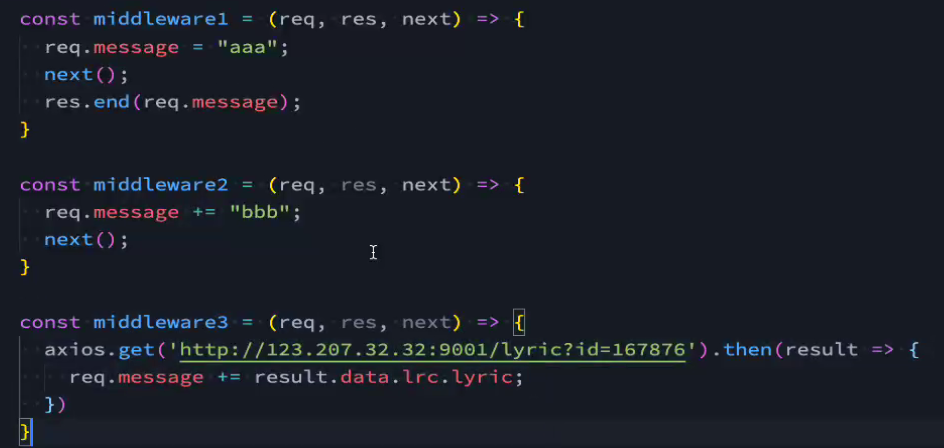 const middleware1 = (req, res, next) => {
  req.message = "aaa";
  next();
  res.end(req.message);
}
const middleware2 = (req, res, next) => {
  req.message += "bbb";
  next();
}
const middleware3 = (req, res, next) => {
  axios.get('http://123.207.32.32:9001/lyric?id=167876').then(result => {
    req.message += result.data.lrc.lyric;
  })
}